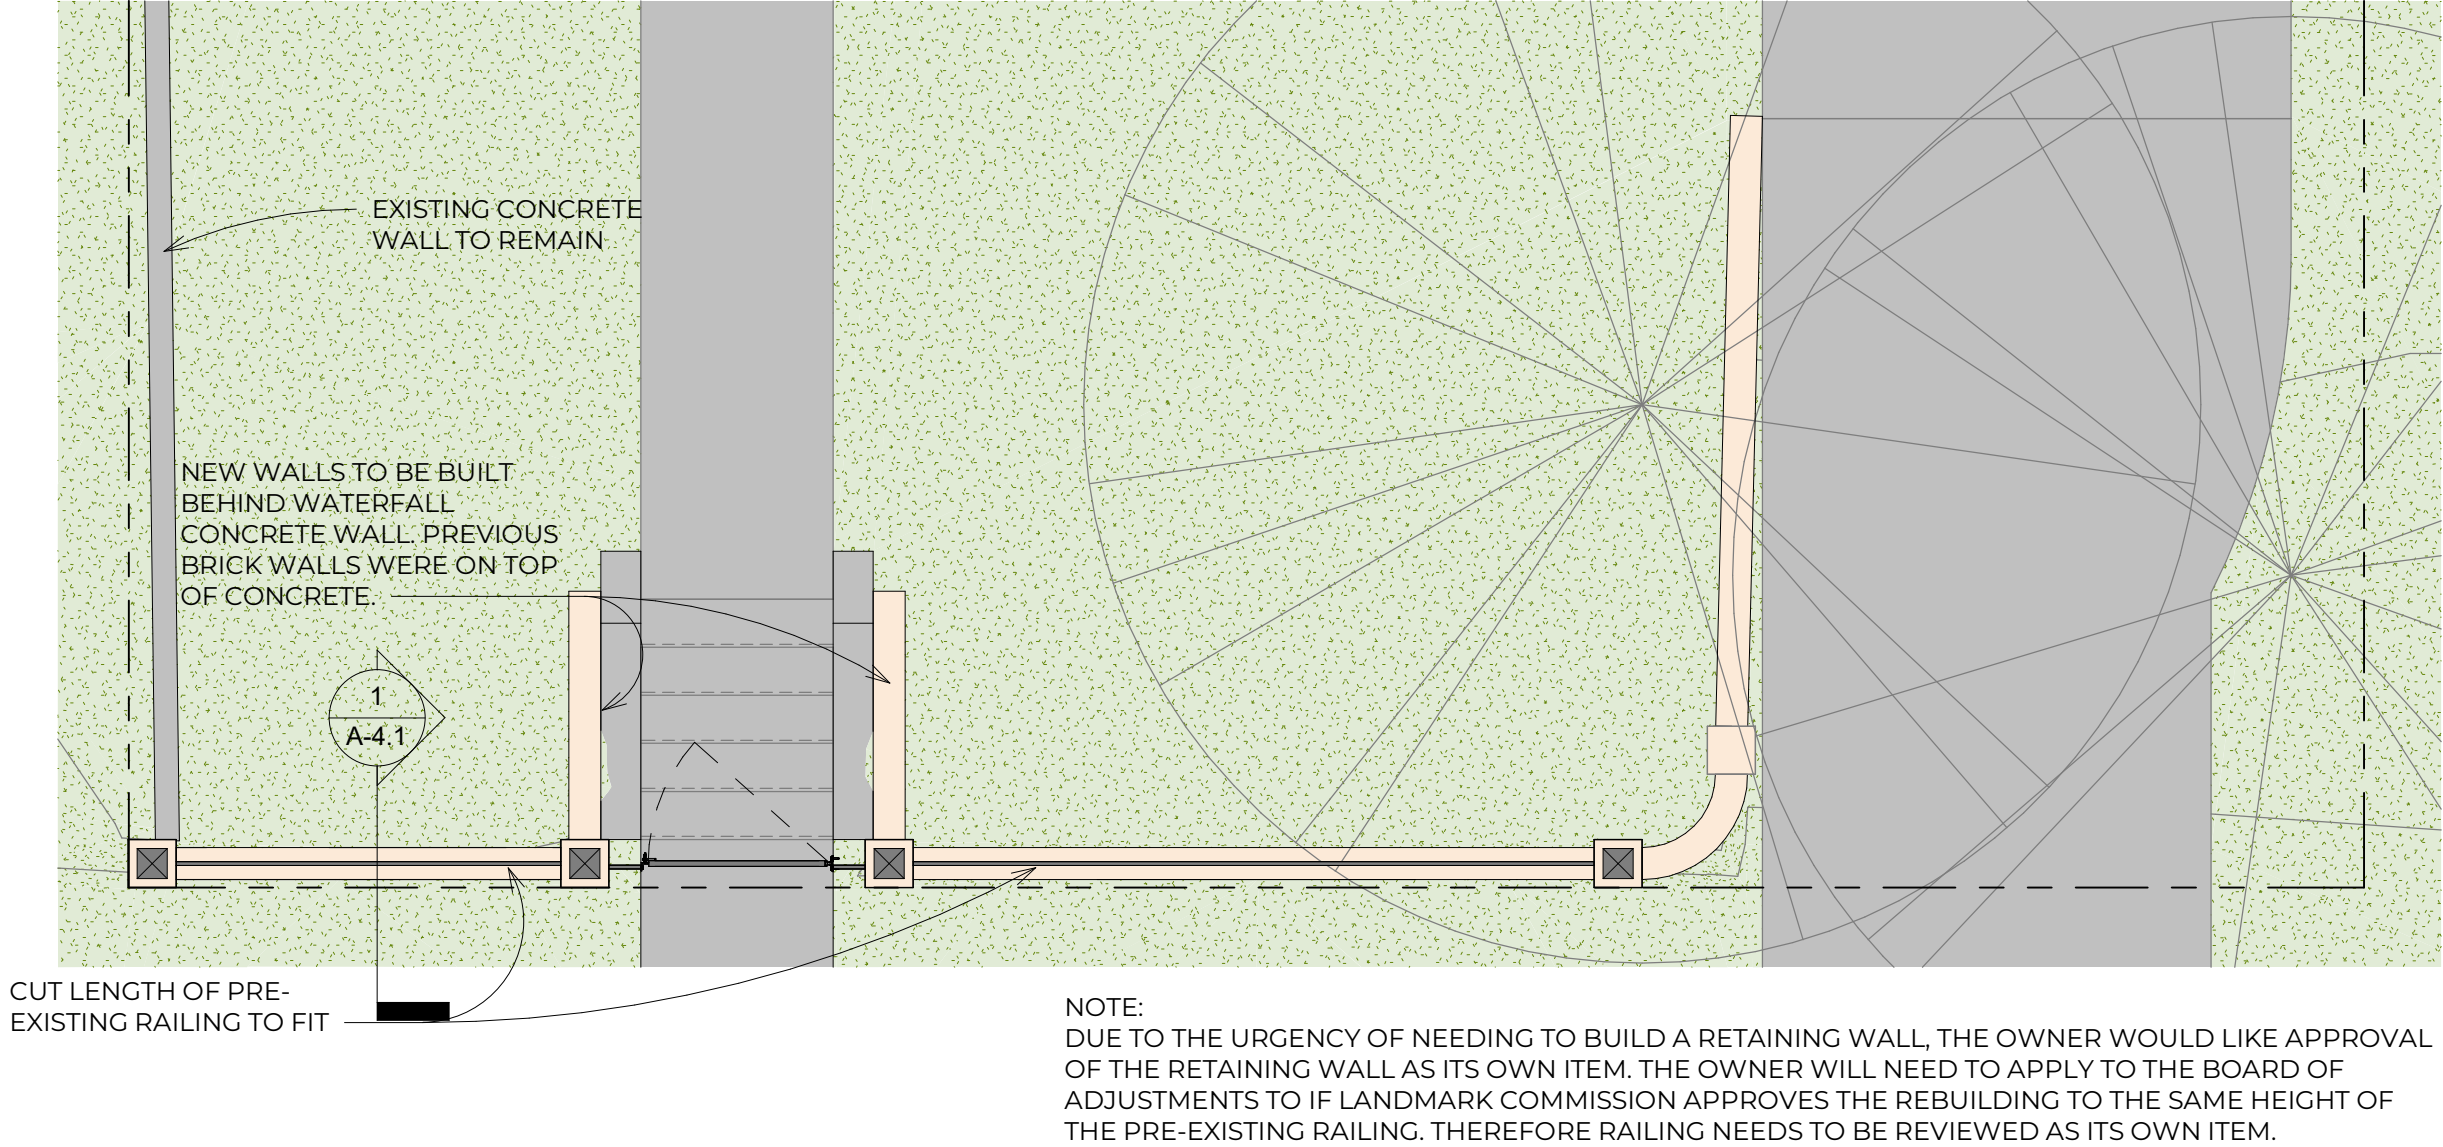 EXISTING CONCRETE
WALL TO REMAIN
NEW WALLS TO BE BUILT
BEHIND WATERFALL
CONCRETE WALL. PREVIOUS
BRICK WALLS WERE ON TOP
OF CONCRETE.
1
A-4.1
CUT LENGTH OF PRE-
EXISTING RAILING TO FIT
NOTE:
DUE TO THE URGENCY OF NEEDING TO BUILD A RETAINING WALL, THE OWNER WOULD LIKE APPROVAL
OF THE RETAINING WALL AS ITS OWN ITEM. THE OWNER WILL NEED TO APPLY TO THE BOARD OF
ADJUSTMENTS TO IF LANDMARK COMMISSION APPROVES THE REBUILDING TO THE SAME HEIGHT OF
THE PRE-EXISTING RAILING. THEREFORE RAILING NEEDS TO BE REVIEWED AS ITS OWN ITEM.